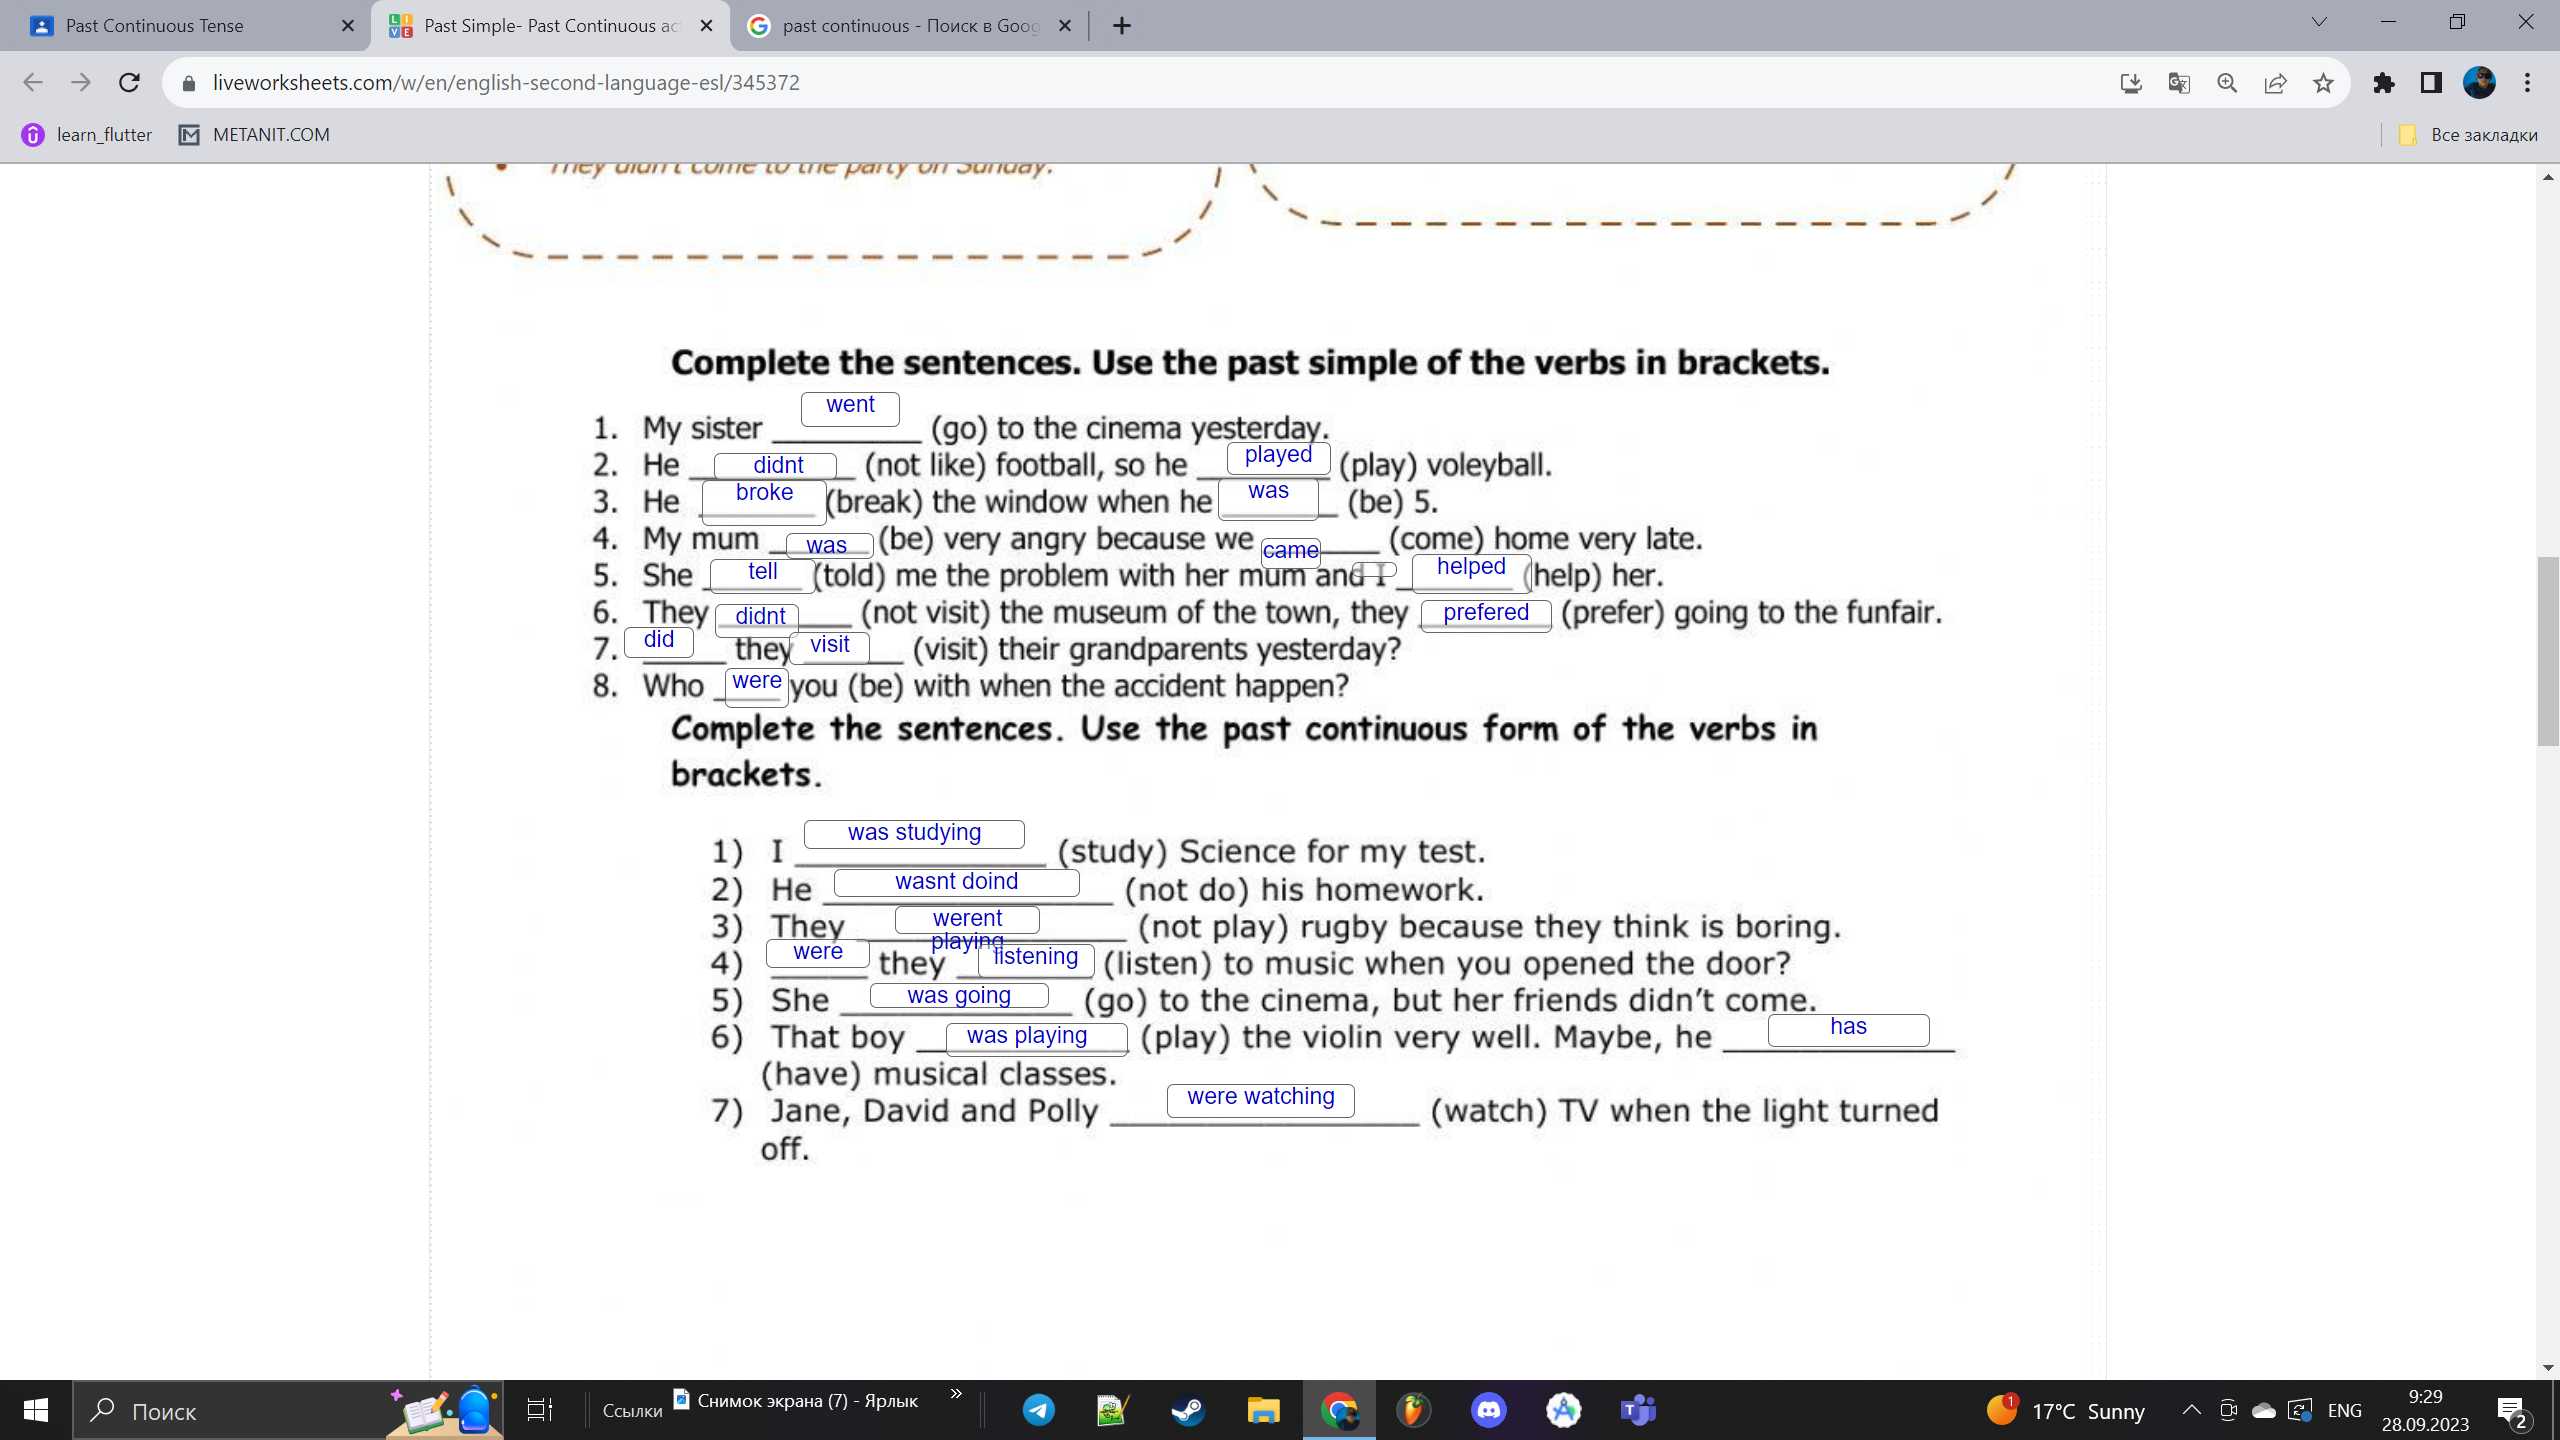 Past Continuous Tense
Past Simple- Past Continuous ac
past continuous - Поиск в Goog
liveworksheets.com/w/en/english-second-language-esl/345372
learn_flutter
METANIT.COM
Все закладки
They didn't come to the party on Sunday.
Complete the sentences. Use the past simple of the verbs in brackets.
1. My sister went (go) to the cinema yesterday.
2. He didnt (not like) football, so he played (play) voleyball.
3. He broke (break) the window when he was (be) 5.
4. My mum was (be) very angry because we came (come) home very late.
5. She tell (told) me the problem with her mum and I helped (help) her.
6. They didnt (not visit) the museum of the town, they prefered (prefer) going to the funfair.
7. did they visit (visit) their grandparents yesterday?
8. Who were you (be) with when the accident happen?
Complete the sentences. Use the past continuous form of the verbs in
brackets.
1) I was studying (study) Science for my test.
2) He wasnt doind (not do) his homework.
3) They werent playing (not play) rugby because they think is boring.
4) were they listening (listen) to music when you opened the door?
5) She was going (go) to the cinema, but her friends didn't come.
6) That boy was playing (play) the violin very well. Maybe, he has
(have) musical classes.
7) Jane, David and Polly were watching (watch) TV when the light turned
off.
Поиск
Ссылки
Снимок экрана (7) - Ярлык
1
17°C Sunny
ENG
9:29
28.09.2023
2